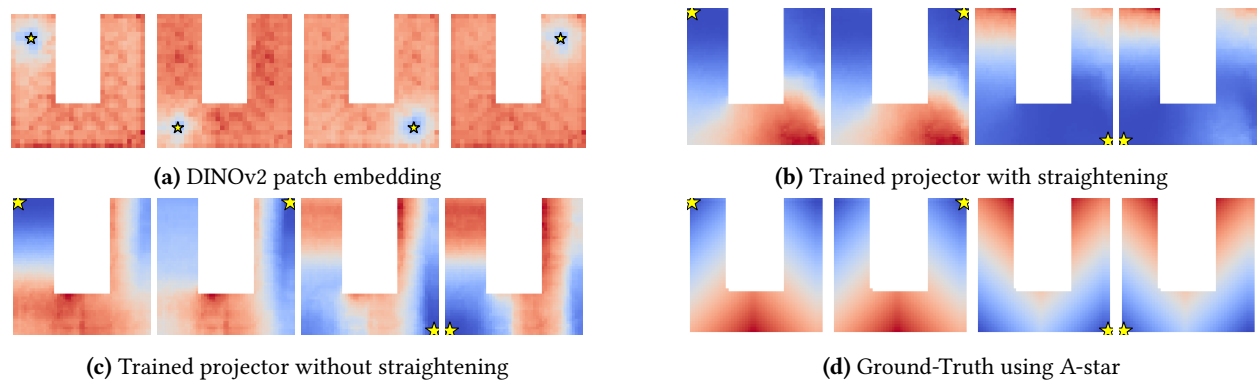 (a) DINOv2 patch embedding
(b) Trained projector with straightening
(c) Trained projector without straightening
(d) Ground-Truth using A-star